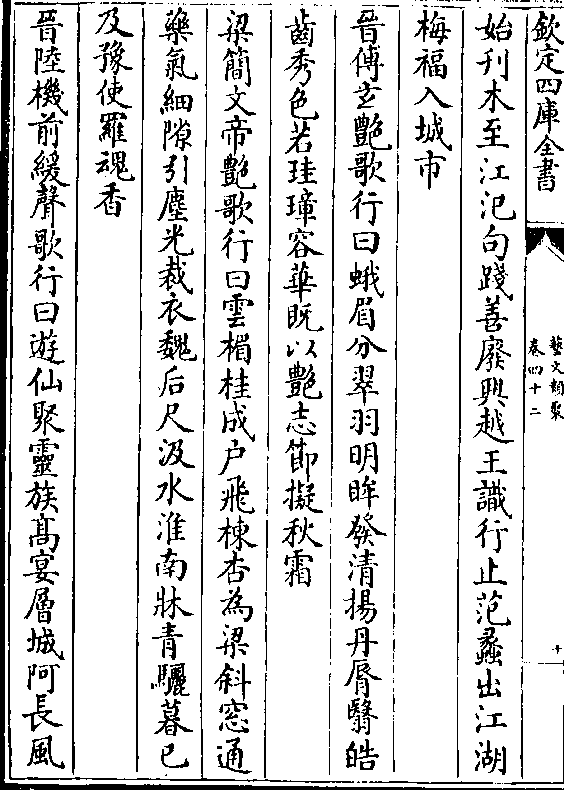 欽定四庫全書
藝文類聚
卷四十二
十
始刊木至江汜句踐善廢興越王識行止范蠡出江湖
梅福入城市
晉傅玄艷歌行曰蛾眉分翠羽明眸發清揚丹脣翳皓
齒秀色若珪璋容華既以艷志節擬秋霜
梁簡文帝艷歌行曰雲楣桂成户飛棟杏為梁斜窓通
藥氣細隙引塵光裁衣魏后尺汲水淮南牀青驪暮已
及豫使羅魂香
晉陸機前緩聲歌行曰遊仙聚靈族髙宴層城阿長風